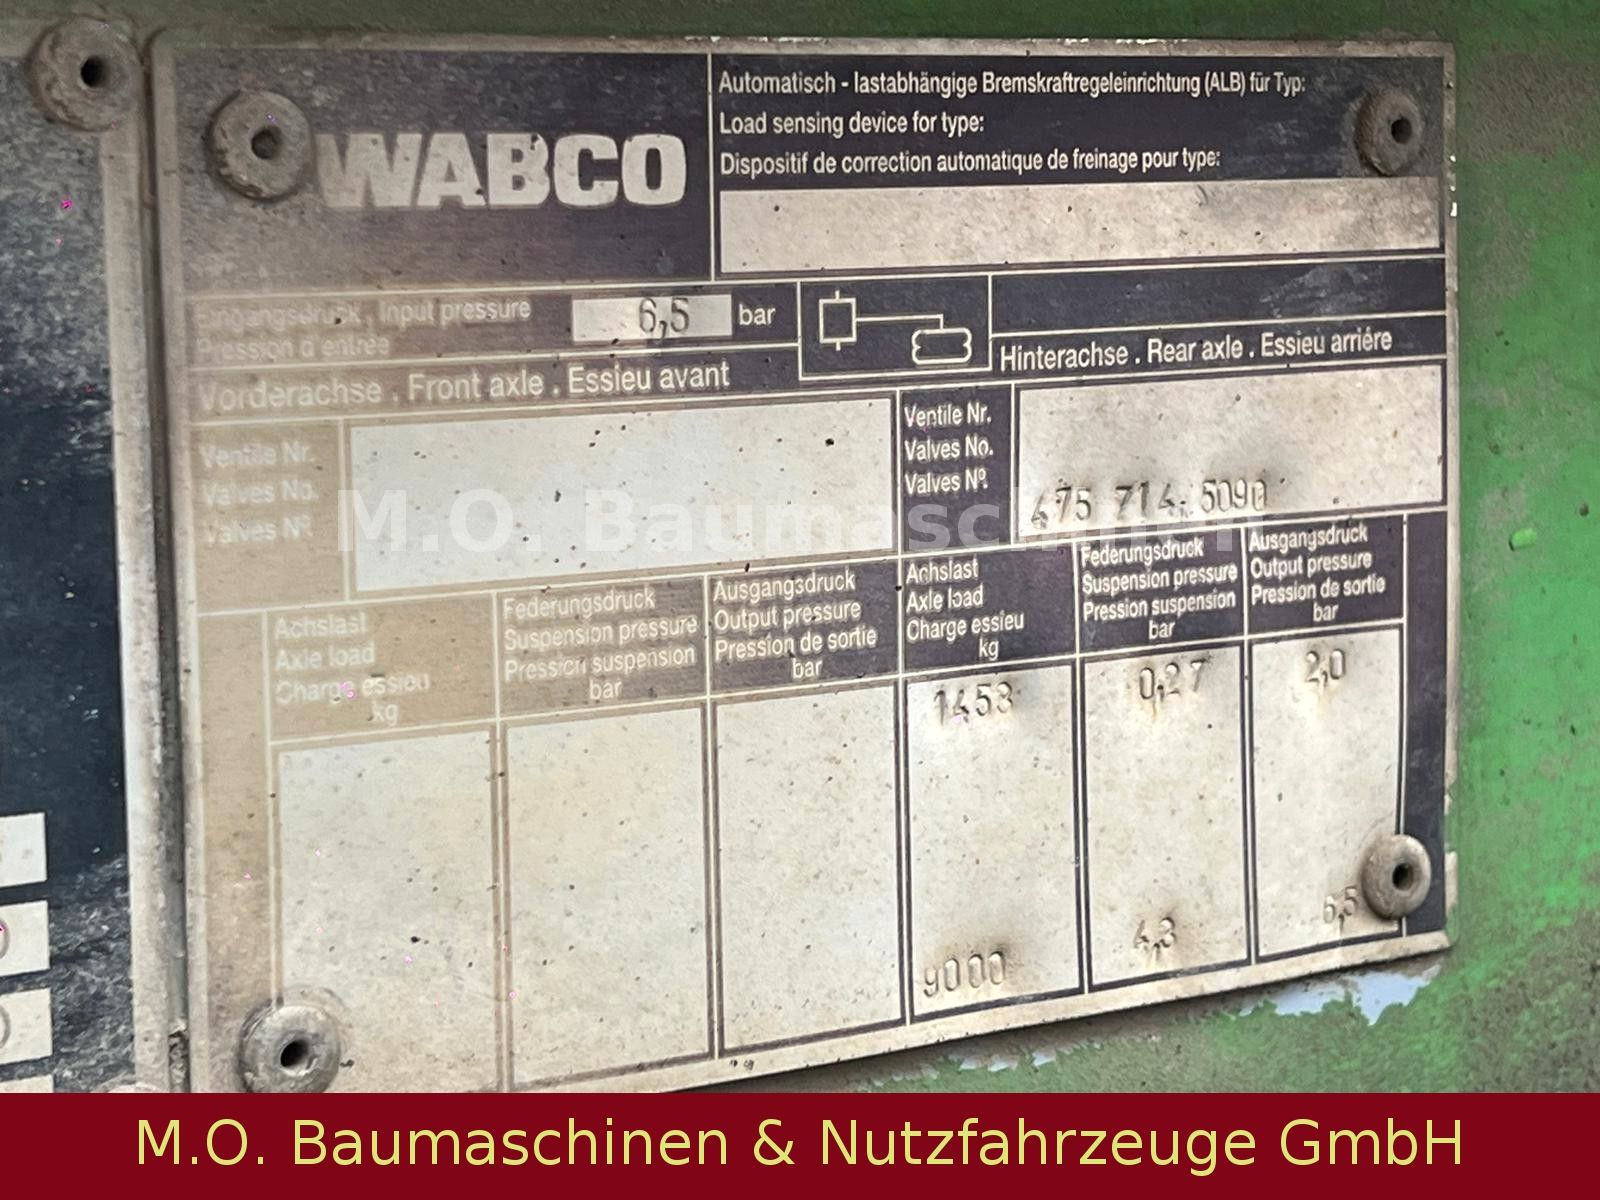 WABCO
Automatisch - lastabhängige Bremskraftregeleinrichtung (ALB) für Typ:
Load sensing device for type:
Dispositif de correction automatique de freinage pour type:
Eingangsdruck . Input pressure 6,5 bar
Pression d'entrée
Vorderachse . Front axle . Essieu avant
Hinterachse . Rear axle . Essieu arriére
Ventile Nr.
Valves No.
Valves Nº
Ventile Nr.
Valves No.
Valves Nº
475 714 5090
M.O. Baumaschinen
Achslast
Axle load
Charge essieu
kg
Federungsdruck
Suspension pressure
Pression suspension
bar
Ausgangsdruck
Output pressure
Pression de sortie
bar
Achslast
Axle load
Charge essieu
kg
Federungsdruck
Suspension pressure
Pression suspension
bar
Ausgangsdruck
Output pressure
Pression de sortie
bar
1453 0,27 2,0
9000 4,3 6,5
M.O. Baumaschinen & Nutzfahrzeuge GmbH